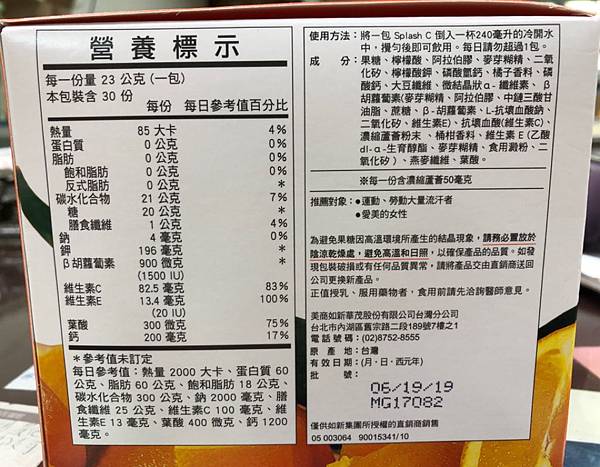 營養標示
每一份量 23 公克 (一包)
本包裝含 30 份
每份 每日參考值百分比
熱量 85 大卡 4%
蛋白質 0 公克 0%
脂肪 0 公克 0%
飽和脂肪 0 公克 0%
反式脂肪 0 公克 *
碳水化合物 21 公克 7%
糖 20 公克 *
膳食纖維 1 公克 4%
鈉 4 毫克 0%
鉀 196 毫克 *
β胡蘿蔔素 900 微克 *
(1500 IU)
維生素C 82.5 毫克 83%
維生素E 13.4 毫克 100%
(20 IU)
葉酸 300 微克 75%
鈣 200 毫克 17%
*參考值未訂定
每日參考值:熱量 2000 大卡、蛋白質 60
公克、脂肪 60 公克、飽和脂肪 18 公克、
碳水化合物 300 公克、鈉 2000 毫克、膳
食纖維 25 公克、維生素C 100 毫克、維
生素E 13 毫克、葉酸 400 微克、鈣 1200
毫克。
使用方法:將一包 Splash C 倒入一杯240毫升的冷開水
中,攪勻後即可飲用。每日請勿超過1包。
成分:果糖、檸檬酸、阿拉伯膠、麥芽糊精、二氧
化矽、檸檬酸鉀、磷酸氫鈣、橘子香料、磷
酸鈣、大豆纖維、微結晶狀α-纖維素、β
胡蘿蔔素(麥芽糊精、阿拉伯膠、中鏈三酸甘
油脂、蔗糖、β-胡蘿蔔素、L-抗壞血酸鈉、
二氧化矽、維生素E)、抗壞血酸(維生素C)、
濃縮蘆薈粉末、桶柑香料、維生素E(乙酸
dl-α-生育醇酯、麥芽糊精、食用澱粉、二
氧化矽)、燕麥纖維、葉酸。
※每一份含濃縮蘆薈50毫克
推薦對象:●運動、勞動大量流汗者
●愛美的女性
為避免果糖因高溫環境所產生的結晶現象,請務必置放於
陰涼乾燥處,避免高溫和日照,以確保產品的品質。如發
現包裝破損或有任何品質異常,請將產品交由直銷商送回
公司更換新產品。
正值授乳、服用藥物者,食用前請先洽詢醫師意見。
美商如新華茂股份有限公司台灣分公司
台北市內湖區舊宗路二段189號7樓之1
電話號碼:(02)8752-8555
原產地:台灣
有效日期:(月,日,西元年)
批號:
06/19/19
MG17082
僅供如新集團所授權的直銷商銷售
05 003064 90015341/10